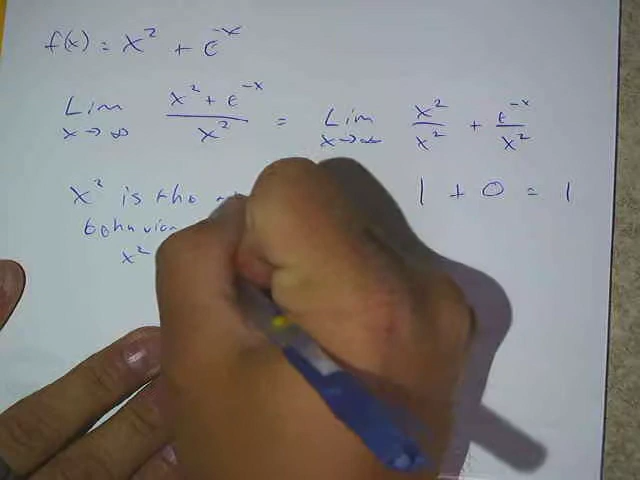 f(x) = x² + e⁻ˣ
Lim x→∞ (x² + e⁻ˣ)/x² = Lim x→∞ x²/x² + e⁻ˣ/x²
x² is the 1 + 0 = 1
behavior
x²